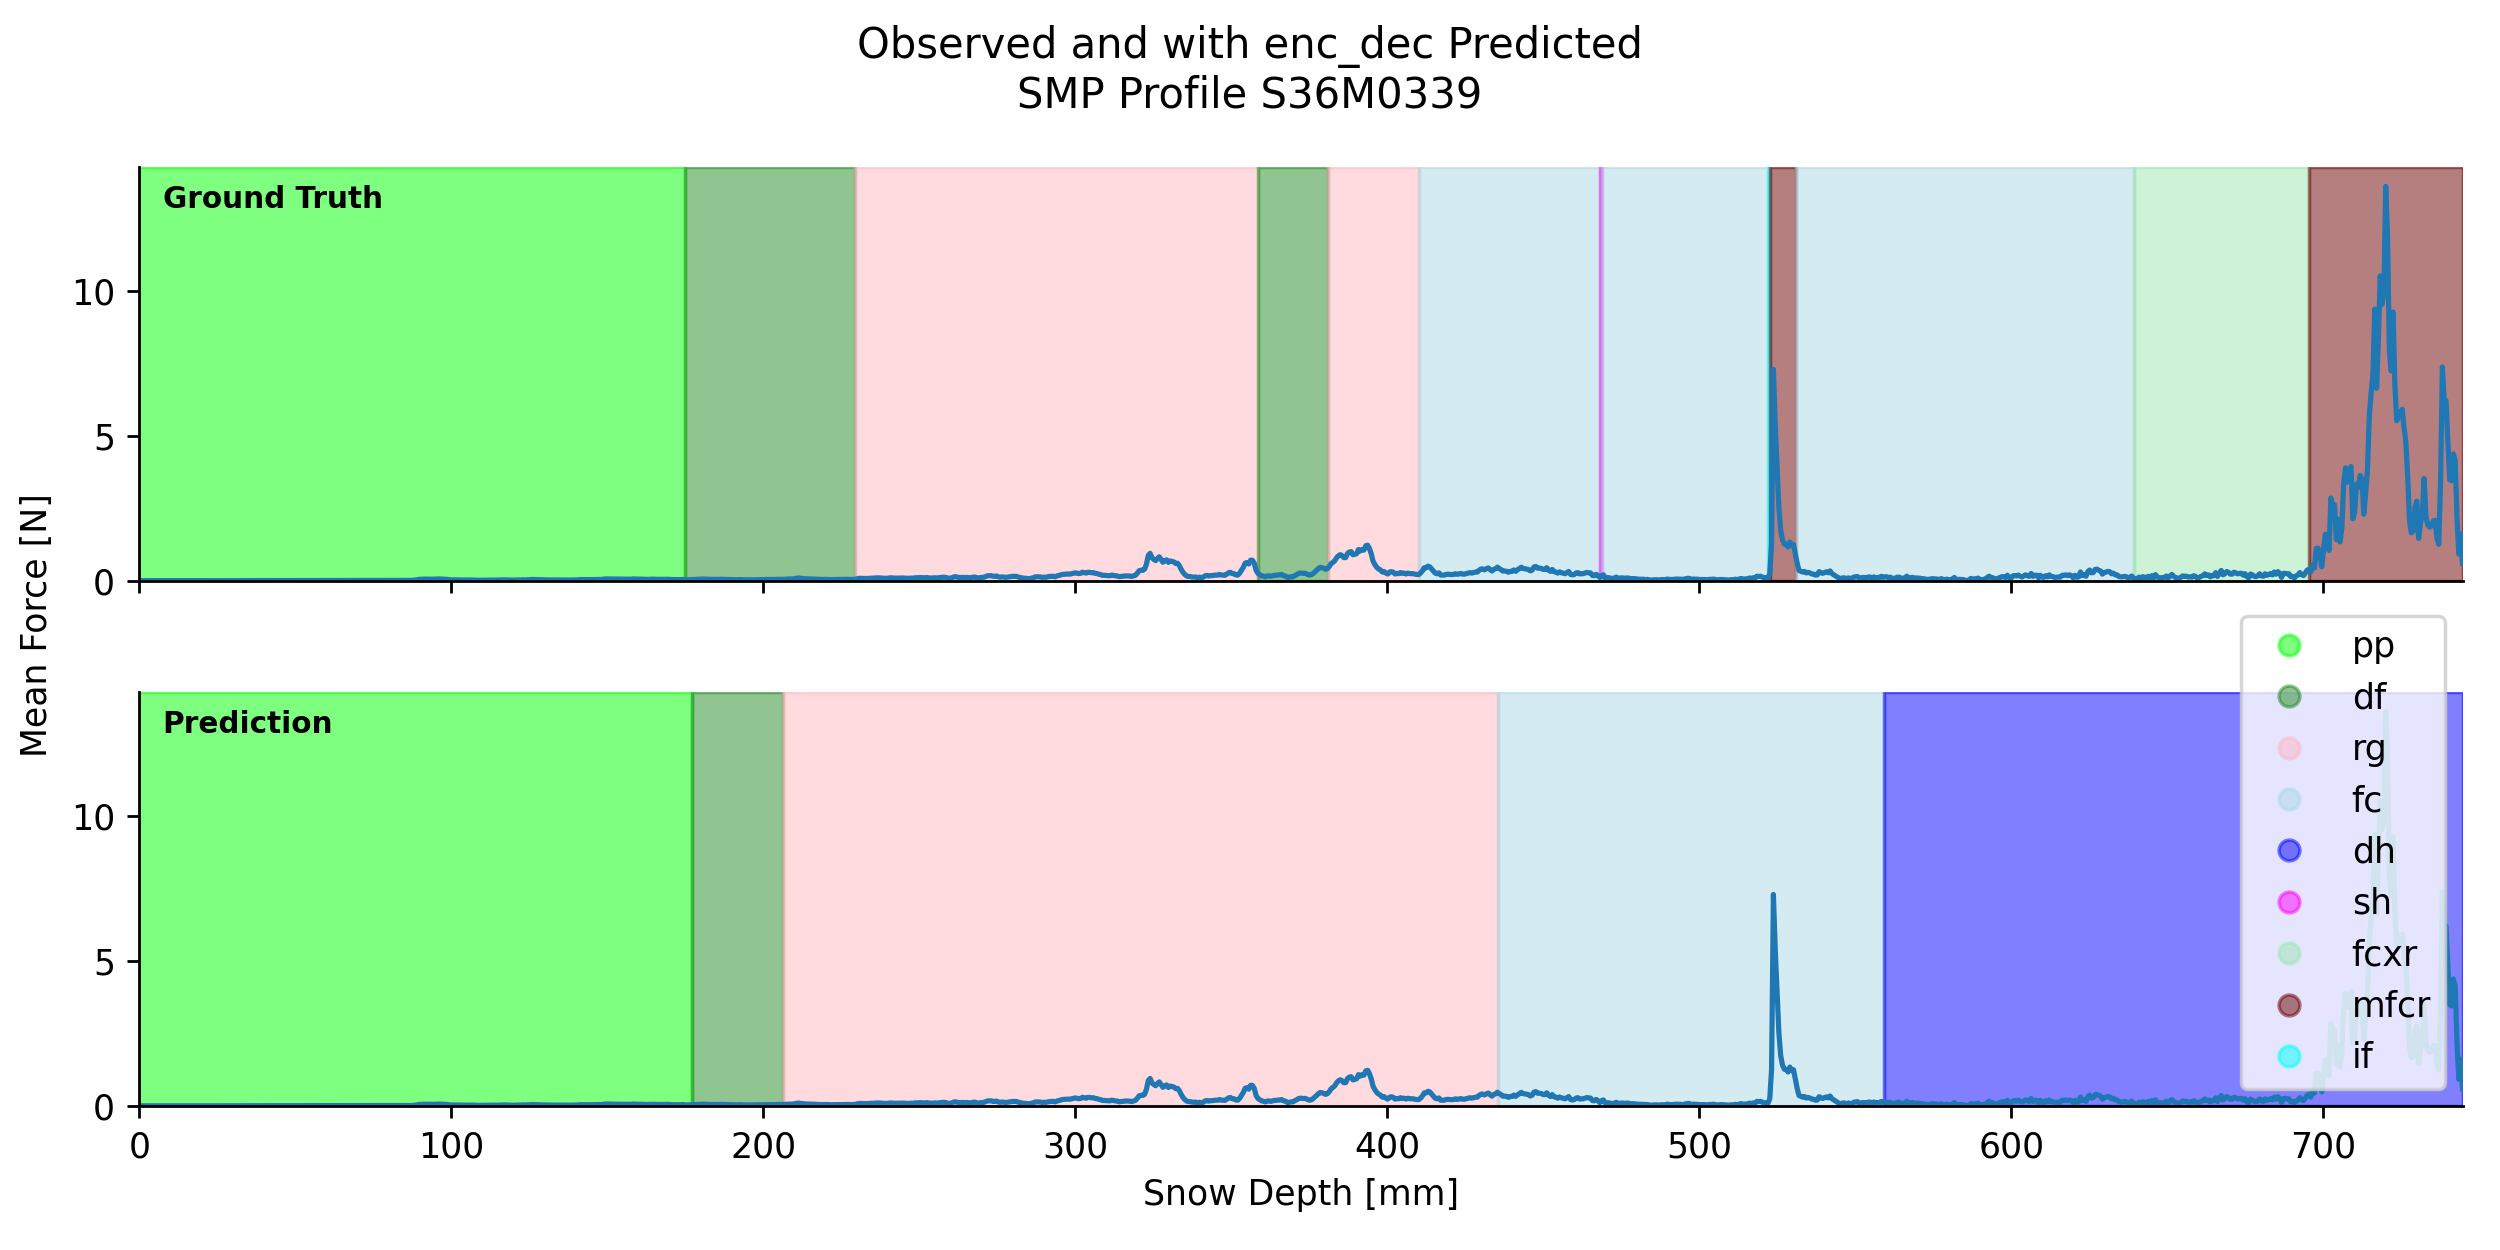 Observed and with enc_dec Predicted
SMP Profile S36M0339
Ground Truth
10
5
0
Mean Force [N]
Prediction
10
5
0
pp
df
rg
fc
dh
sh
fcxr
mfcr
if
0 100 200 300 400 500 600 700
Snow Depth [mm]